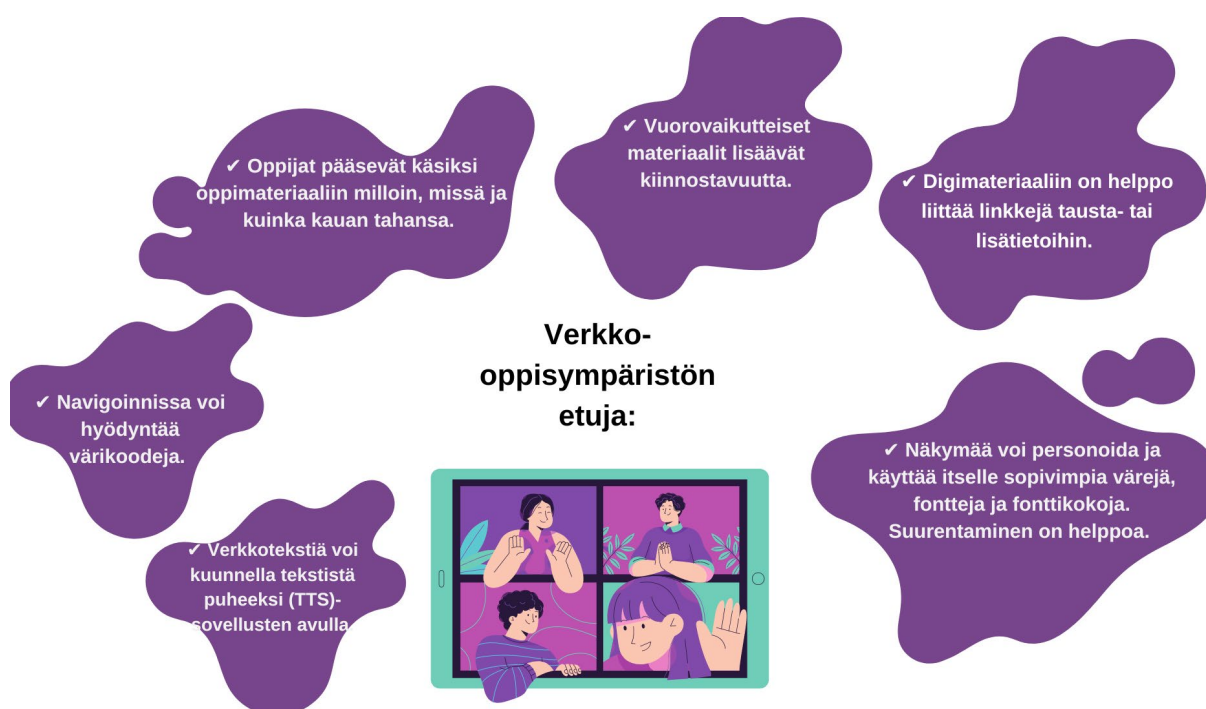 ✔ Oppijat pääsevät käsiksi
oppimateriaaliin milloin, missä ja
kuinka kauan tahansa.
✔ Vuorovaikutteiset
materiaalit lisäävät
kiinnostavuutta.
✔ Digimateriaaliin on helppo
liittää linkkejä tausta- tai
lisätietoihin.
Verkko-
oppisympäristön
etuja:
✔ Navigoinnissa voi
hyödyntää
värikoodeja.
✔ Näkymää voi personoida ja
käyttää itselle sopivimpia värejä,
fontteja ja fonttikokoja.
Suurentaminen on helppoa.
✔ Verkkotekstiä voi
kuunnella tekstistä
puheeksi (TTS)-
sovellusten avulla.